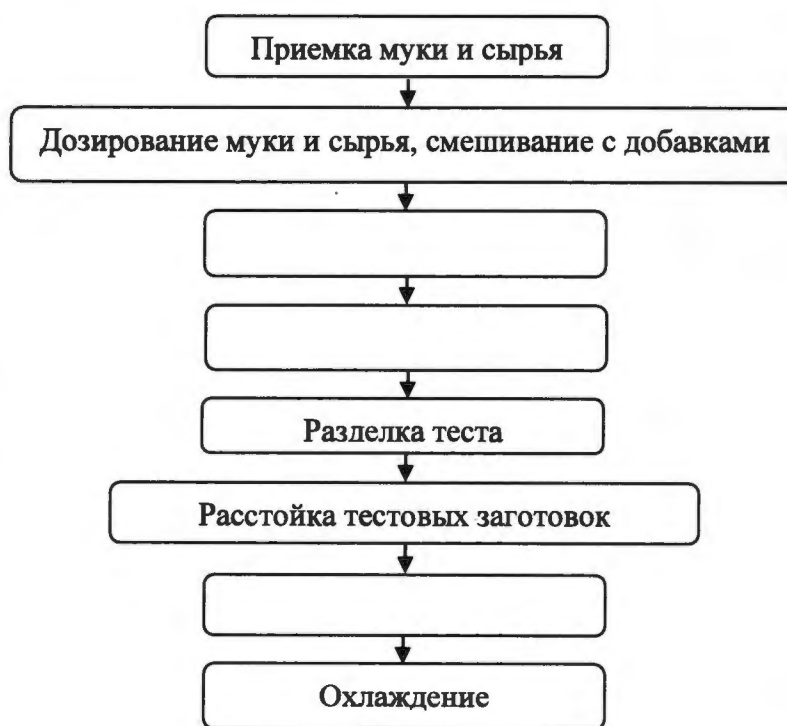 Приемка муки и сырья
Дозирование муки и сырья, смешивание с добавками
Разделка теста
Расстойка тестовых заготовок
Охлаждение